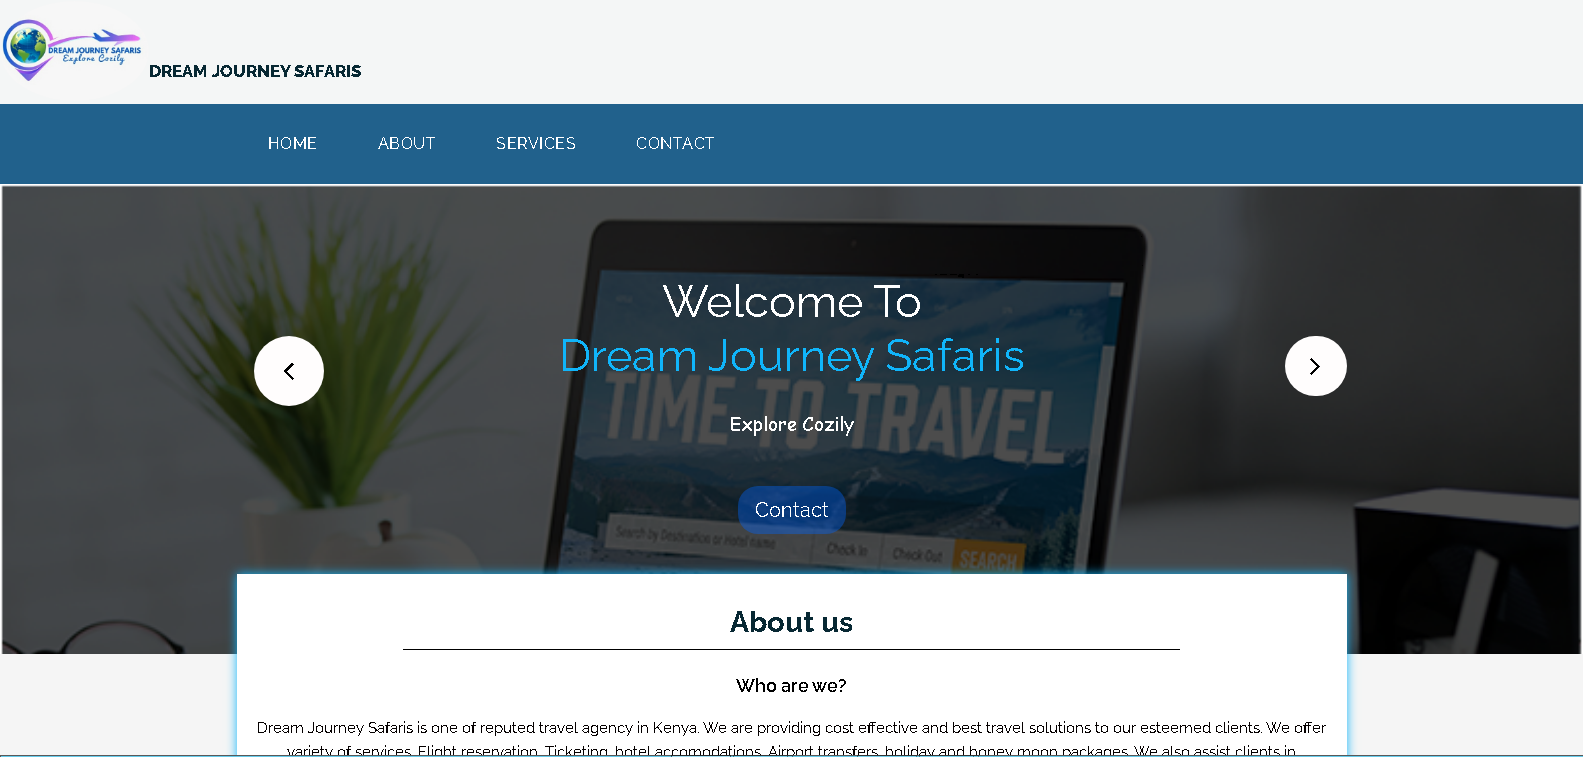 DREAM JOURNEY SAFARIS
Explore Cozily
DREAM JOURNEY SAFARIS
HOME
ABOUT
SERVICES
CONTACT
Welcome To
Dream Journey Safaris
TIME TO TRAVEL
Explore Cozily
Contact
Search by Destination or Hotel name
Check In
Check Out
SEARCH
About us
Who are we?
Dream Journey Safaris is one of reputed travel agency in Kenya. We are providing cost effective and best travel solutions to our esteemed clients. We offer
variety of services, Flight reservation, Ticketing, hotel accomodations, Airport transfers, holiday and honey moon packages. We also assist clients in